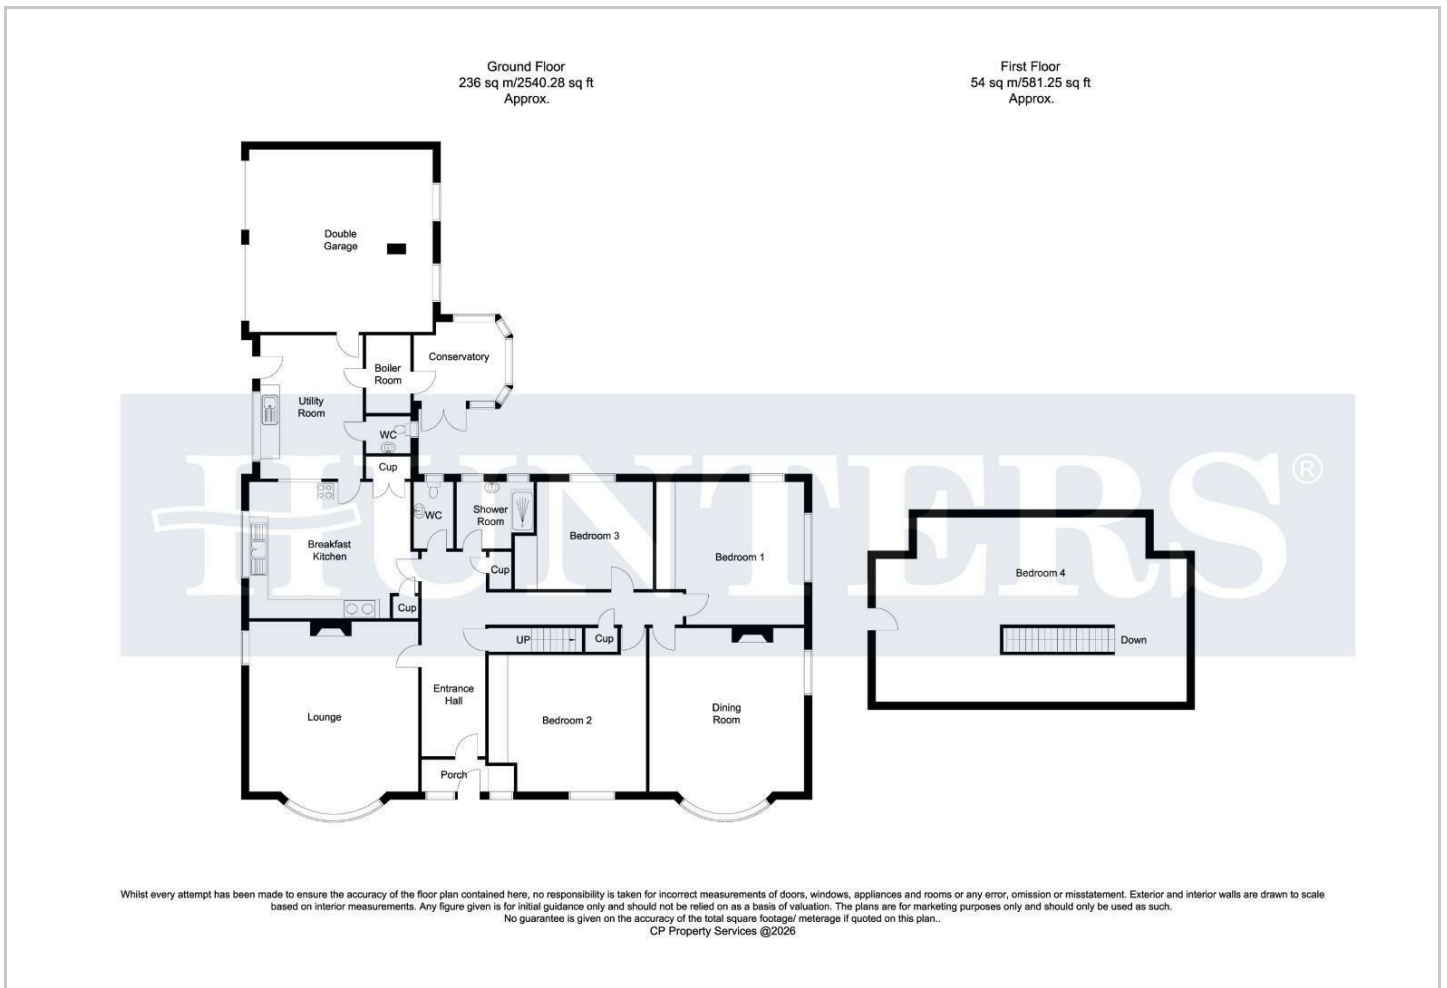 Ground Floor
236 sq m/2540.28 sq ft
Approx.
First Floor
54 sq m/581.25 sq ft
Approx.
Double
Garage
Conservatory
Boiler
Room
Utility
Room
WC
Cup
HUNTERS®
WC
Shower
Room
Breakfast
Kitchen
Bedroom 3
Bedroom 1
Cup
Cup
Bedroom 4
UP
Cup
Down
Entrance
Hall
Lounge
Bedroom 2
Dining
Room
Porch
Whilst every attempt has been made to ensure the accuracy of the floor plan contained here, no responsibility is taken for incorrect measurements of doors, windows, appliances and rooms or any error, omission or misstatement. Exterior and interior walls are drawn to scale
based on interior measurements. Any figure given is for initial guidance only and should not be relied on as a basis of valuation. The plans are for marketing purposes only and should only be used as such.
No guarantee is given on the accuracy of the total square footage/ meterage if quoted on this plan..
CP Property Services @2026